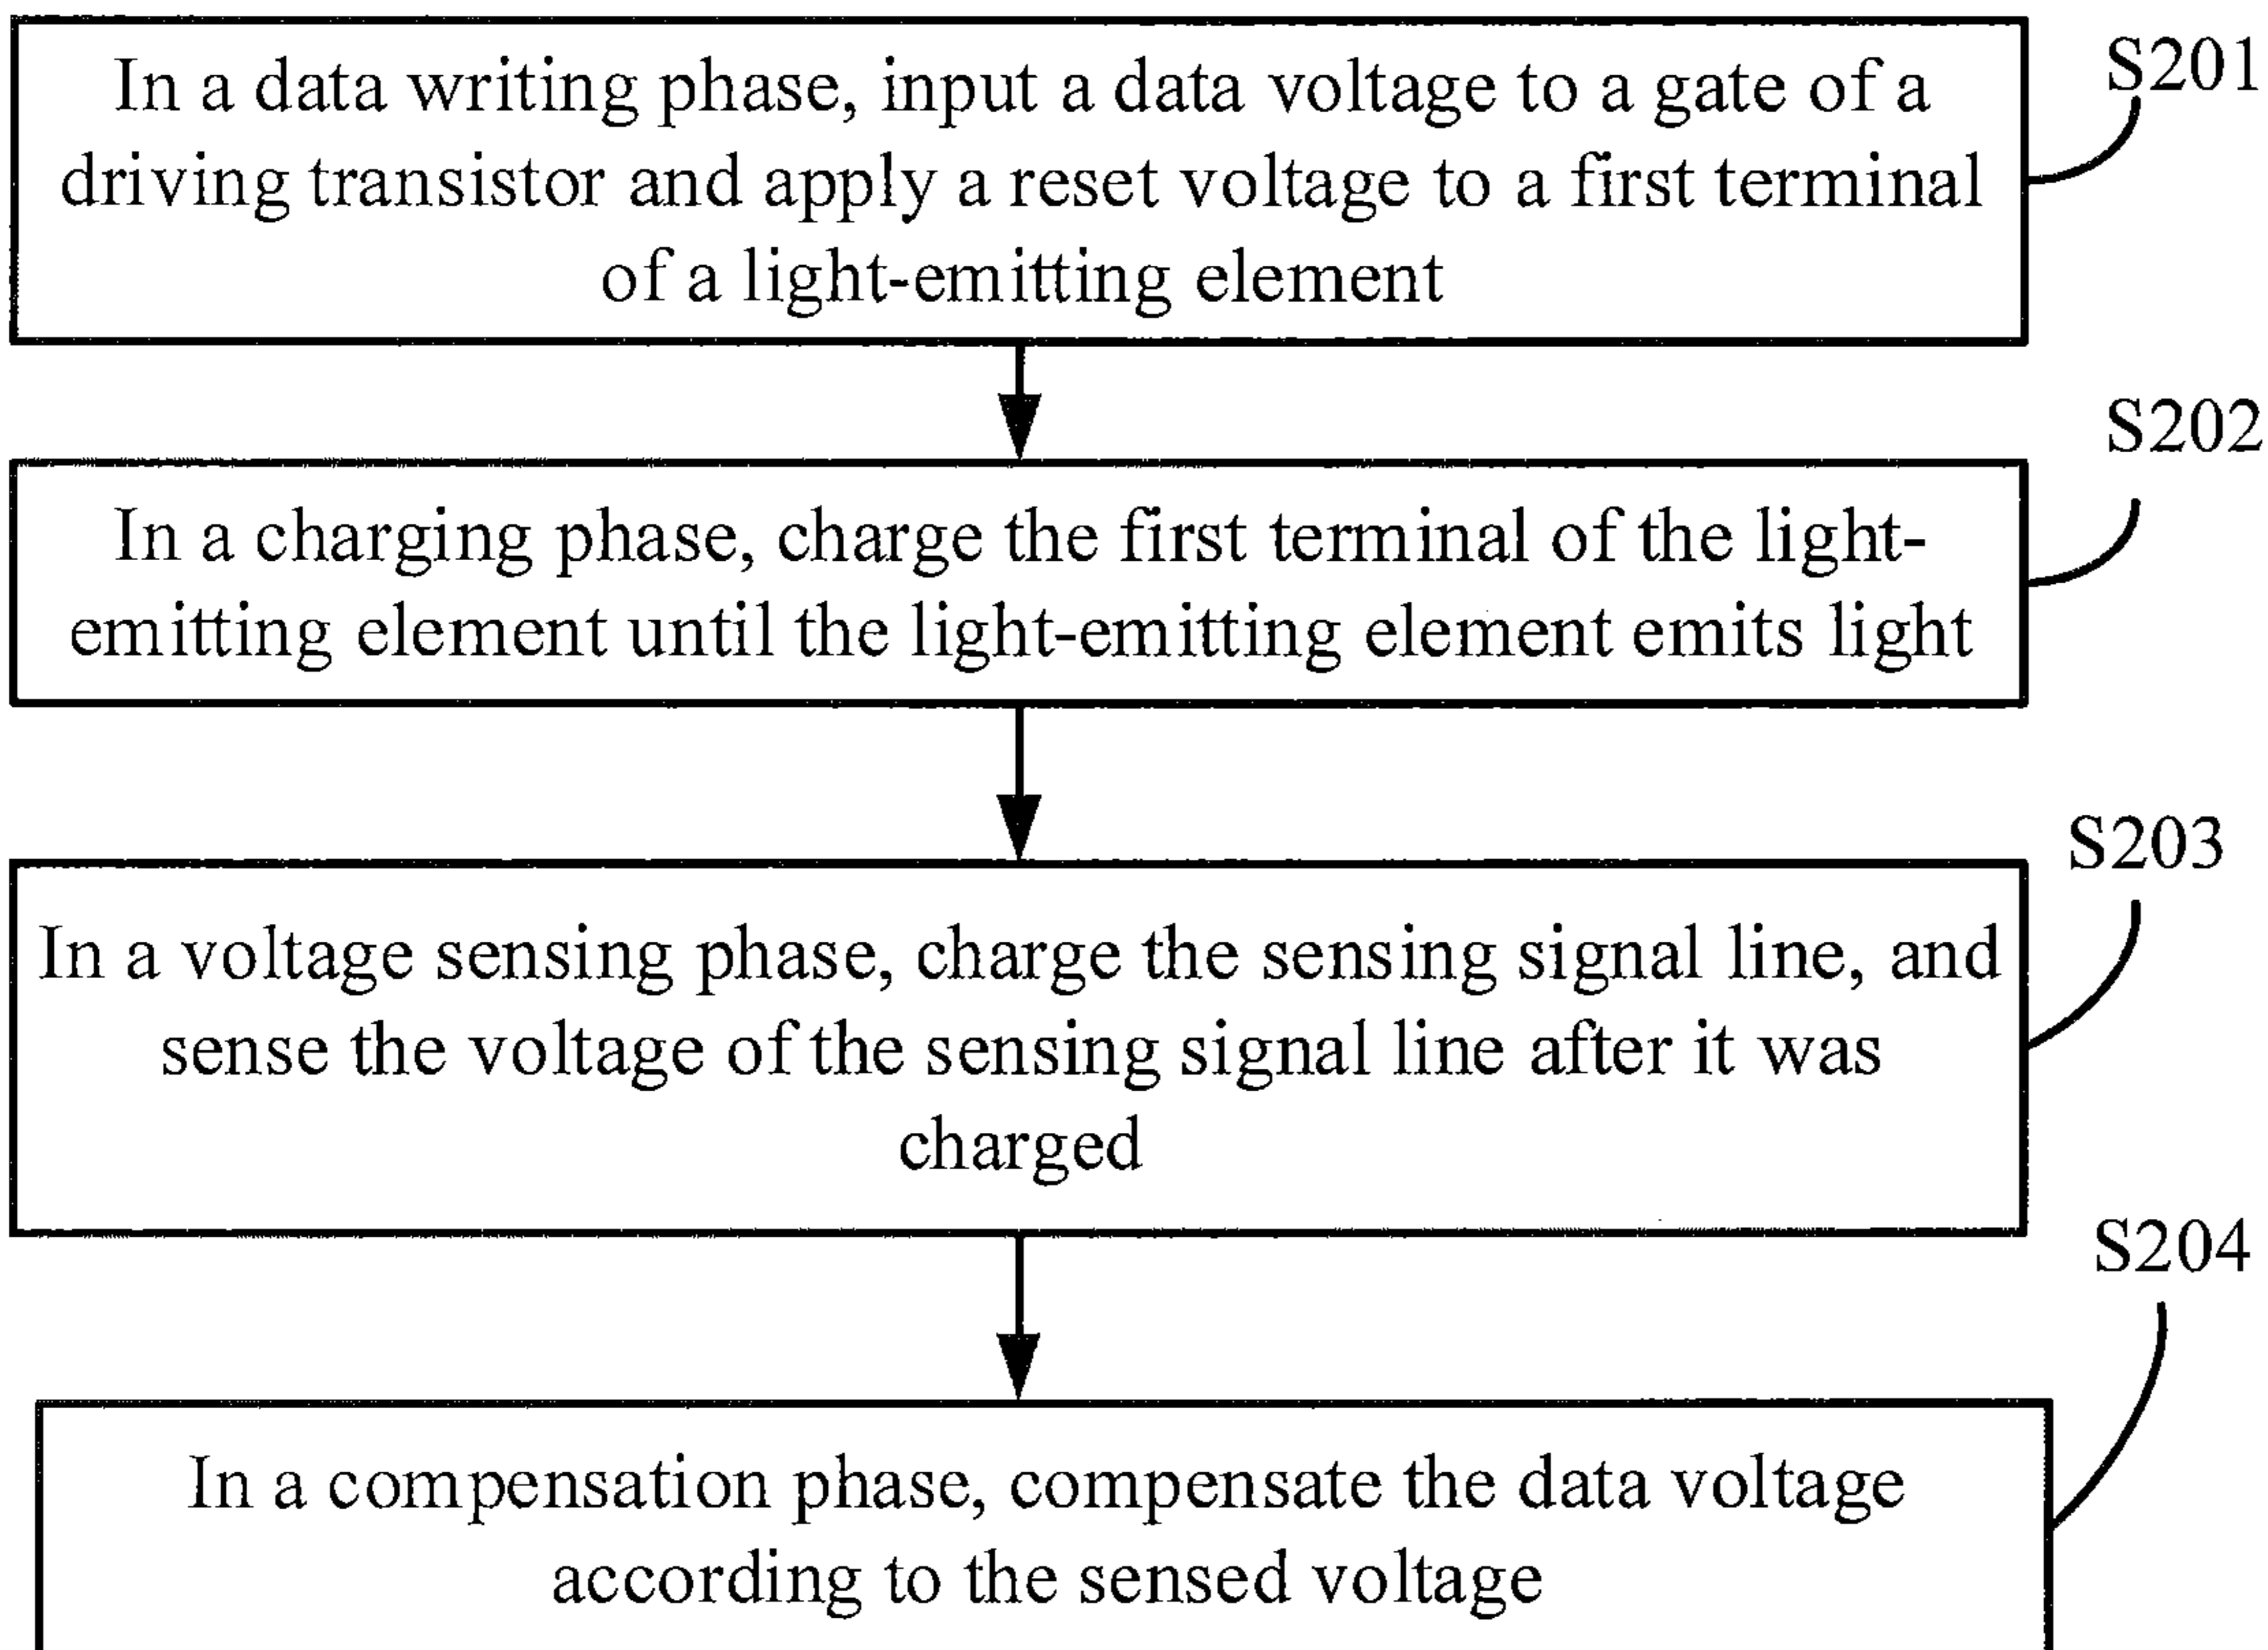 In a data writing phase, input a data voltage to a gate of a
driving transistor and apply a reset voltage to a first terminal
of a light-emitting element
S201
In a charging phase, charge the first terminal of the light-
emitting element until the light-emitting element emits light
S202
In a voltage sensing phase, charge the sensing signal line, and
sense the voltage of the sensing signal line after it was
charged
S203
In a compensation phase, compensate the data voltage
according to the sensed voltage
S204